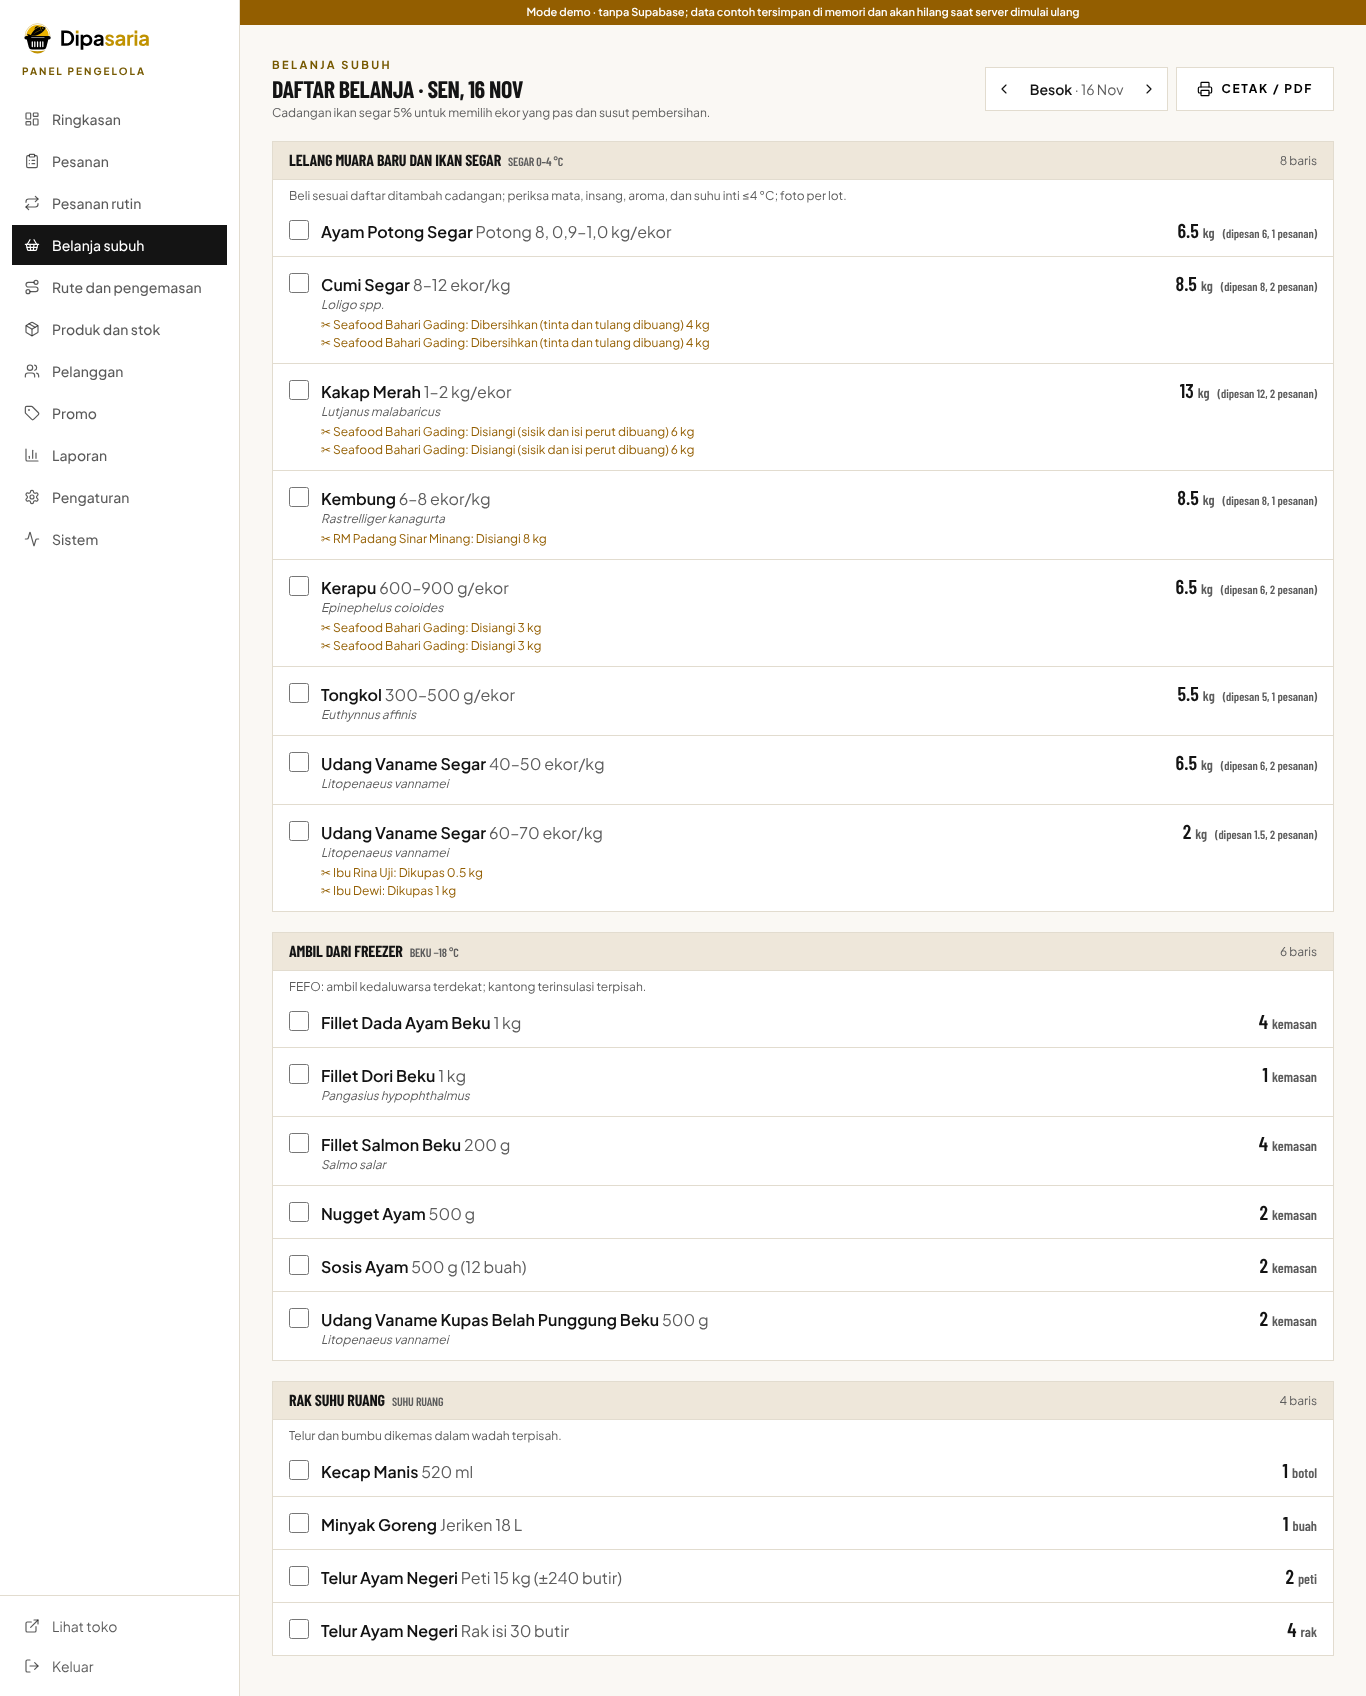 Mode demo · tanpa Supabase; data contoh tersimpan di memori dan akan hilang saat server dimulai ulang
Dipasaria
PANEL PENGELOLA
Ringkasan
Pesanan
Pesanan rutin
Belanja subuh
Rute dan pengemasan
Produk dan stok
Pelanggan
Promo
Laporan
Pengaturan
Sistem
Lihat toko
Keluar
BELANJA SUBUH
DAFTAR BELANJA · SEN, 16 NOV
Cadangan ikan segar 5% untuk memilih ekor yang pas dan susut pembersihan.
Besok · 16 Nov
CETAK / PDF
LELANG MUARA BARU DAN IKAN SEGAR SEGAR 0–4 °C 8 baris
Beli sesuai daftar ditambah cadangan; periksa mata, insang, aroma, dan suhu inti ≤4 °C; foto per lot.
Ayam Potong Segar Potong 8, 0,9–1,0 kg/ekor 6.5 kg (dipesan 6, 1 pesanan)
Cumi Segar 8–12 ekor/kg 8.5 kg (dipesan 8, 2 pesanan)
Loligo spp.
✂ Seafood Bahari Gading: Dibersihkan (tinta dan tulang dibuang) 4 kg
✂ Seafood Bahari Gading: Dibersihkan (tinta dan tulang dibuang) 4 kg
Kakap Merah 1–2 kg/ekor 13 kg (dipesan 12, 2 pesanan)
Lutjanus malabaricus
✂ Seafood Bahari Gading: Disiangi (sisik dan isi perut dibuang) 6 kg
✂ Seafood Bahari Gading: Disiangi (sisik dan isi perut dibuang) 6 kg
Kembung 6–8 ekor/kg 8.5 kg (dipesan 8, 1 pesanan)
Rastrelliger kanagurta
✂ RM Padang Sinar Minang: Disiangi 8 kg
Kerapu 600–900 g/ekor 6.5 kg (dipesan 6, 2 pesanan)
Epinephelus coioides
✂ Seafood Bahari Gading: Disiangi 3 kg
✂ Seafood Bahari Gading: Disiangi 3 kg
Tongkol 300–500 g/ekor 5.5 kg (dipesan 5, 1 pesanan)
Euthynnus affinis
Udang Vaname Segar 40–50 ekor/kg 6.5 kg (dipesan 6, 2 pesanan)
Litopenaeus vannamei
Udang Vaname Segar 60–70 ekor/kg 2 kg (dipesan 1.5, 2 pesanan)
Litopenaeus vannamei
✂ Ibu Rina Uji: Dikupas 0.5 kg
✂ Ibu Dewi: Dikupas 1 kg
AMBIL DARI FREEZER BEKU −18 °C 6 baris
FEFO: ambil kedaluwarsa terdekat; kantong terinsulasi terpisah.
Fillet Dada Ayam Beku 1 kg 4 kemasan
Fillet Dori Beku 1 kg 1 kemasan
Pangasius hypophthalmus
Fillet Salmon Beku 200 g 4 kemasan
Salmo salar
Nugget Ayam 500 g 2 kemasan
Sosis Ayam 500 g (12 buah) 2 kemasan
Udang Vaname Kupas Belah Punggung Beku 500 g 2 kemasan
Litopenaeus vannamei
RAK SUHU RUANG SUHU RUANG 4 baris
Telur dan bumbu dikemas dalam wadah terpisah.
Kecap Manis 520 ml 1 botol
Minyak Goreng Jeriken 18 L 1 buah
Telur Ayam Negeri Peti 15 kg (±240 butir) 2 peti
Telur Ayam Negeri Rak isi 30 butir 4 rak